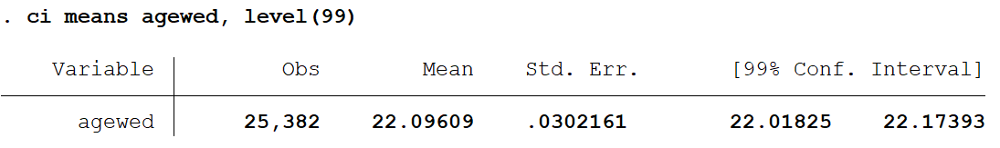 . ci means agewed, level(99)
Variable Obs Mean Std. Err. [99% Conf. Interval]
agewed 25,382 22.09609 .0302161 22.01825 22.17393